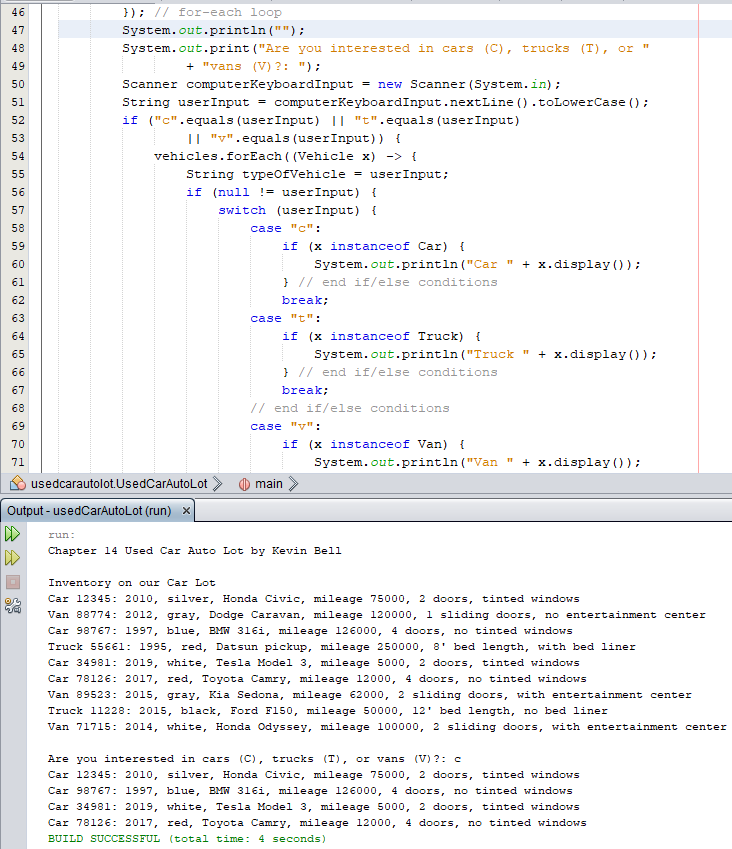 46 }); // for-each loop
47 System.out.println("");
48 System.out.print("Are you interested in cars (C), trucks (T), or "
49 + "vans (V)?: ");
50 Scanner computerKeyboardInput = new Scanner(System.in);
51 String userInput = computerKeyboardInput.nextLine().toLowerCase();
52 if ("c".equals(userInput) || "t".equals(userInput)
53 || "v".equals(userInput)) {
54 vehicles.forEach((Vehicle x) -> {
55 String typeOfVehicle = userInput;
56 if (null != userInput) {
57 switch (userInput) {
58 case "c":
59 if (x instanceof Car) {
60 System.out.println("Car " + x.display());
61 } // end if/else conditions
62 break;
63 case "t":
64 if (x instanceof Truck) {
65 System.out.println("Truck " + x.display());
66 } // end if/else conditions
67 break;
68 // end if/else conditions
69 case "v":
70 if (x instanceof Van) {
71 System.out.println("Van " + x.display());
usedcarautolot.UsedCarAutoLot main
Output - usedCarAutoLot (run) ×
run:
Chapter 14 Used Car Auto Lot by Kevin Bell
Inventory on our Car Lot
Car 12345: 2010, silver, Honda Civic, mileage 75000, 2 doors, tinted windows
Van 88774: 2012, gray, Dodge Caravan, mileage 120000, 1 sliding doors, no entertainment center
Car 98767: 1997, blue, BMW 316i, mileage 126000, 4 doors, no tinted windows
Truck 55661: 1995, red, Datsun pickup, mileage 250000, 8' bed length, with bed liner
Car 34981: 2019, white, Tesla Model 3, mileage 5000, 2 doors, tinted windows
Car 78126: 2017, red, Toyota Camry, mileage 12000, 4 doors, no tinted windows
Van 89523: 2015, gray, Kia Sedona, mileage 62000, 2 sliding doors, with entertainment center
Truck 11228: 2015, black, Ford F150, mileage 50000, 12' bed length, no bed liner
Van 71715: 2014, white, Honda Odyssey, mileage 100000, 2 sliding doors, with entertainment center
Are you interested in cars (C), trucks (T), or vans (V)?: c
Car 12345: 2010, silver, Honda Civic, mileage 75000, 2 doors, tinted windows
Car 98767: 1997, blue, BMW 316i, mileage 126000, 4 doors, no tinted windows
Car 34981: 2019, white, Tesla Model 3, mileage 5000, 2 doors, tinted windows
Car 78126: 2017, red, Toyota Camry, mileage 12000, 4 doors, no tinted windows
BUILD SUCCESSFUL (total time: 4 seconds)